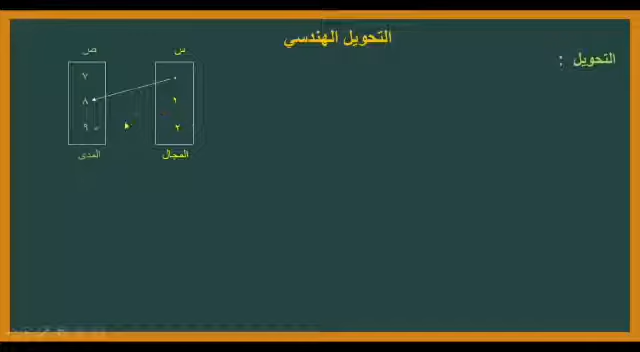 التحويل الهندسي
التحويل :
س
ص
٠
٧
١
٨
٢
٩
المجال
المدى